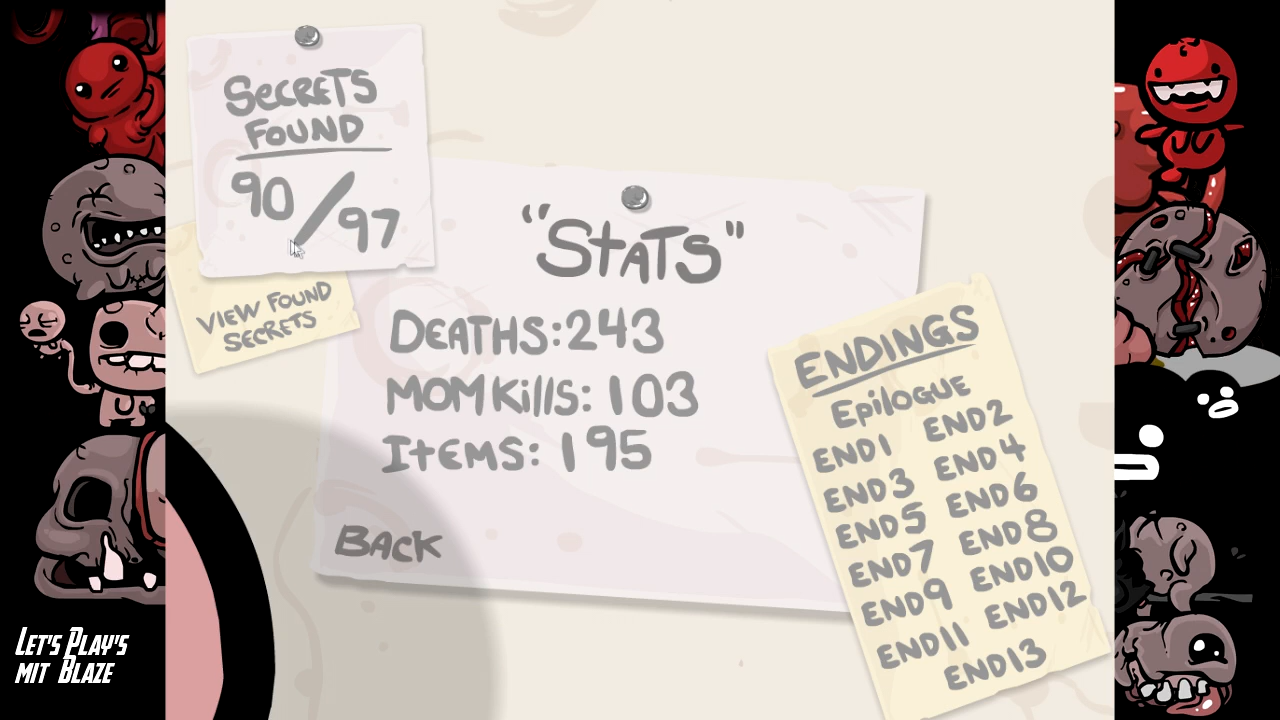 SECRETS
FOUND
90/97
VIEW FOUND
SECRETS
"STATS"
DEATHS:243
MOM Kills: 103
ITEMS: 195
BACK
ENDINGS
EpiloGUE
END1 END2
END3 END4
END5 END6
END7 END8
END9 END10
END11 END12
END13
LET'S PLAY'S
MIT BLAZE